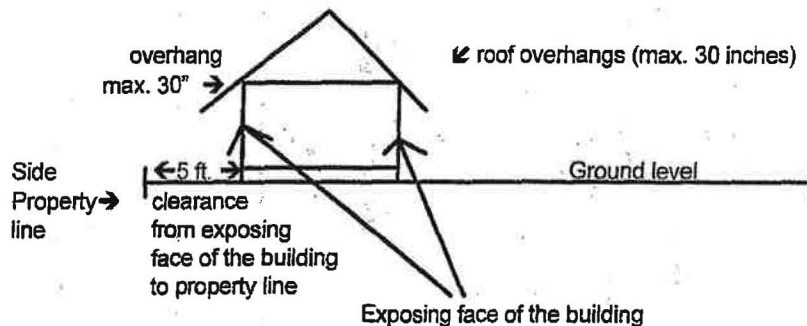 overhang
max. 30" →
↙ roof overhangs (max. 30 inches)
Side
Property→
line
←5 ft.→
Ground level
clearance
from exposing
face of the building
to property line
Exposing face of the building